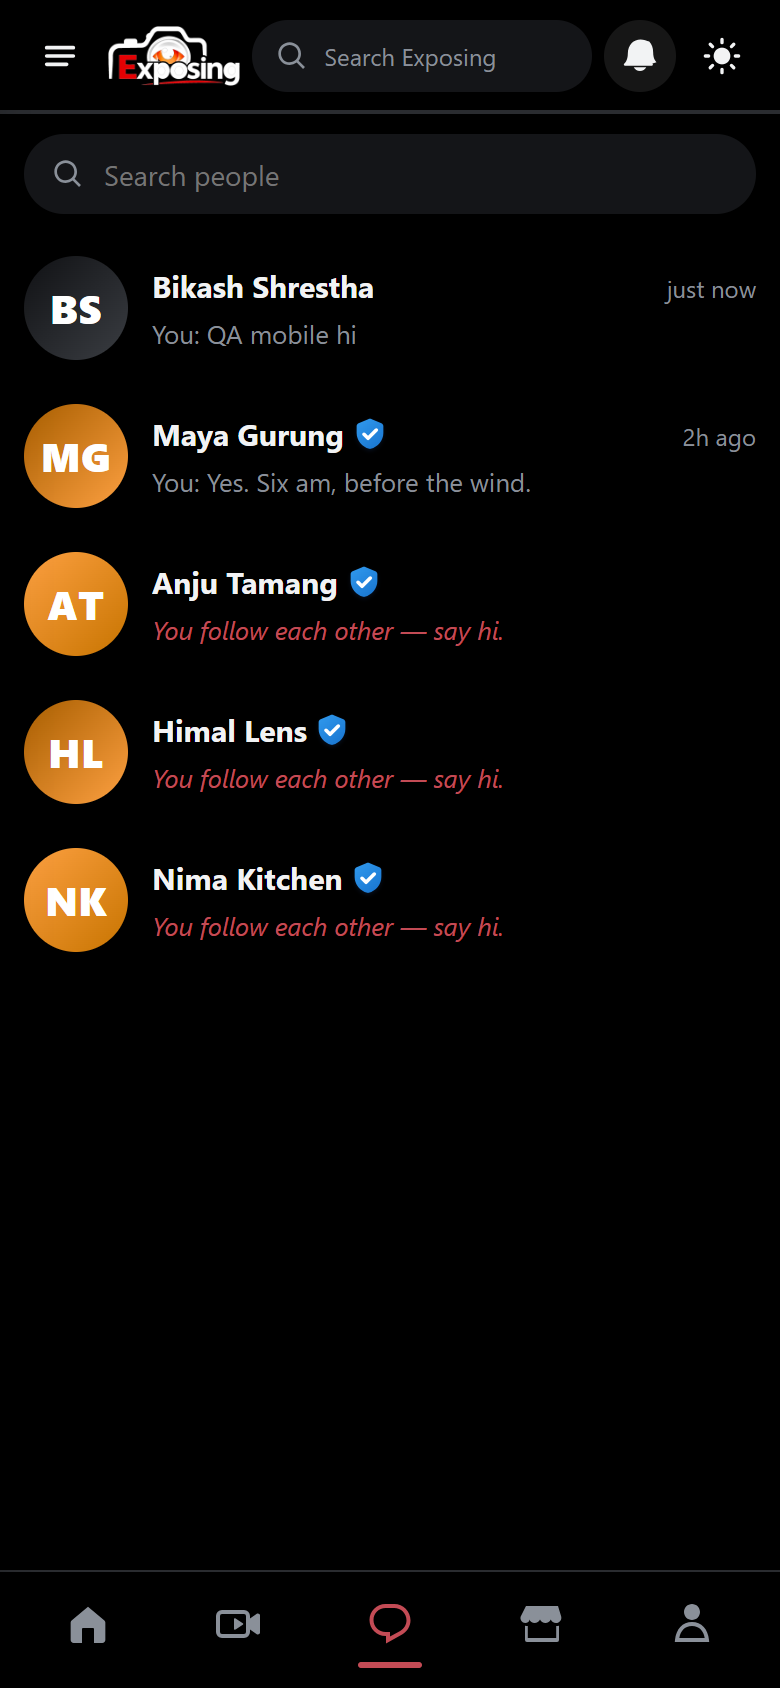 Exposing
Search Exposing
Search people
BS
Bikash Shrestha
just now
You: QA mobile hi
MG
Maya Gurung
2h ago
You: Yes. Six am, before the wind.
AT
Anju Tamang
You follow each other — say hi.
HL
Himal Lens
You follow each other — say hi.
NK
Nima Kitchen
You follow each other — say hi.